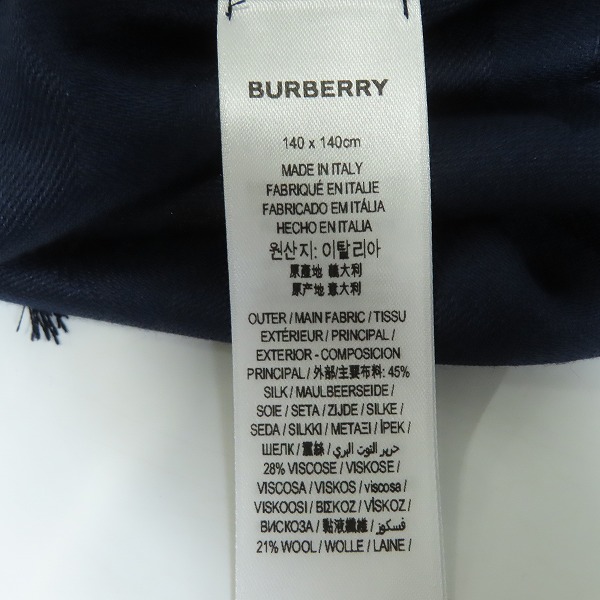 BURBERRY
140 x 140cm
MADE IN ITALY
FABRIQUÉ EN ITALIE
FABRICADO EM ITÁLIA
HECHO EN ITALIA
원산지: 이탈리아
原產地 義大利
原产地 意大利
OUTER / MAIN FABRIC / TISSU
EXTÉRIEUR / PRINCIPAL /
EXTERIOR - COMPOSICION
PRINCIPAL / 外部/主要布料: 45%
SILK / MAULBEERSEIDE /
SOIE / SETA / ZIJDE / SILKE /
SEDA / SILKKI / ΜΕΤΑΞΙ / İPEK /
ШЕЛК / 蠶絲 / حرير التوت البري /
28% VISCOSE / VISKOSE /
VISCOSA / VISKOS / viscosa /
VISKOOSI / ΒΙΣΚΟΖ / VİSKOZ /
ВИСКОЗА / 黏液纖維 / فسكوز /
21% WOOL / WOLLE / LAINE /